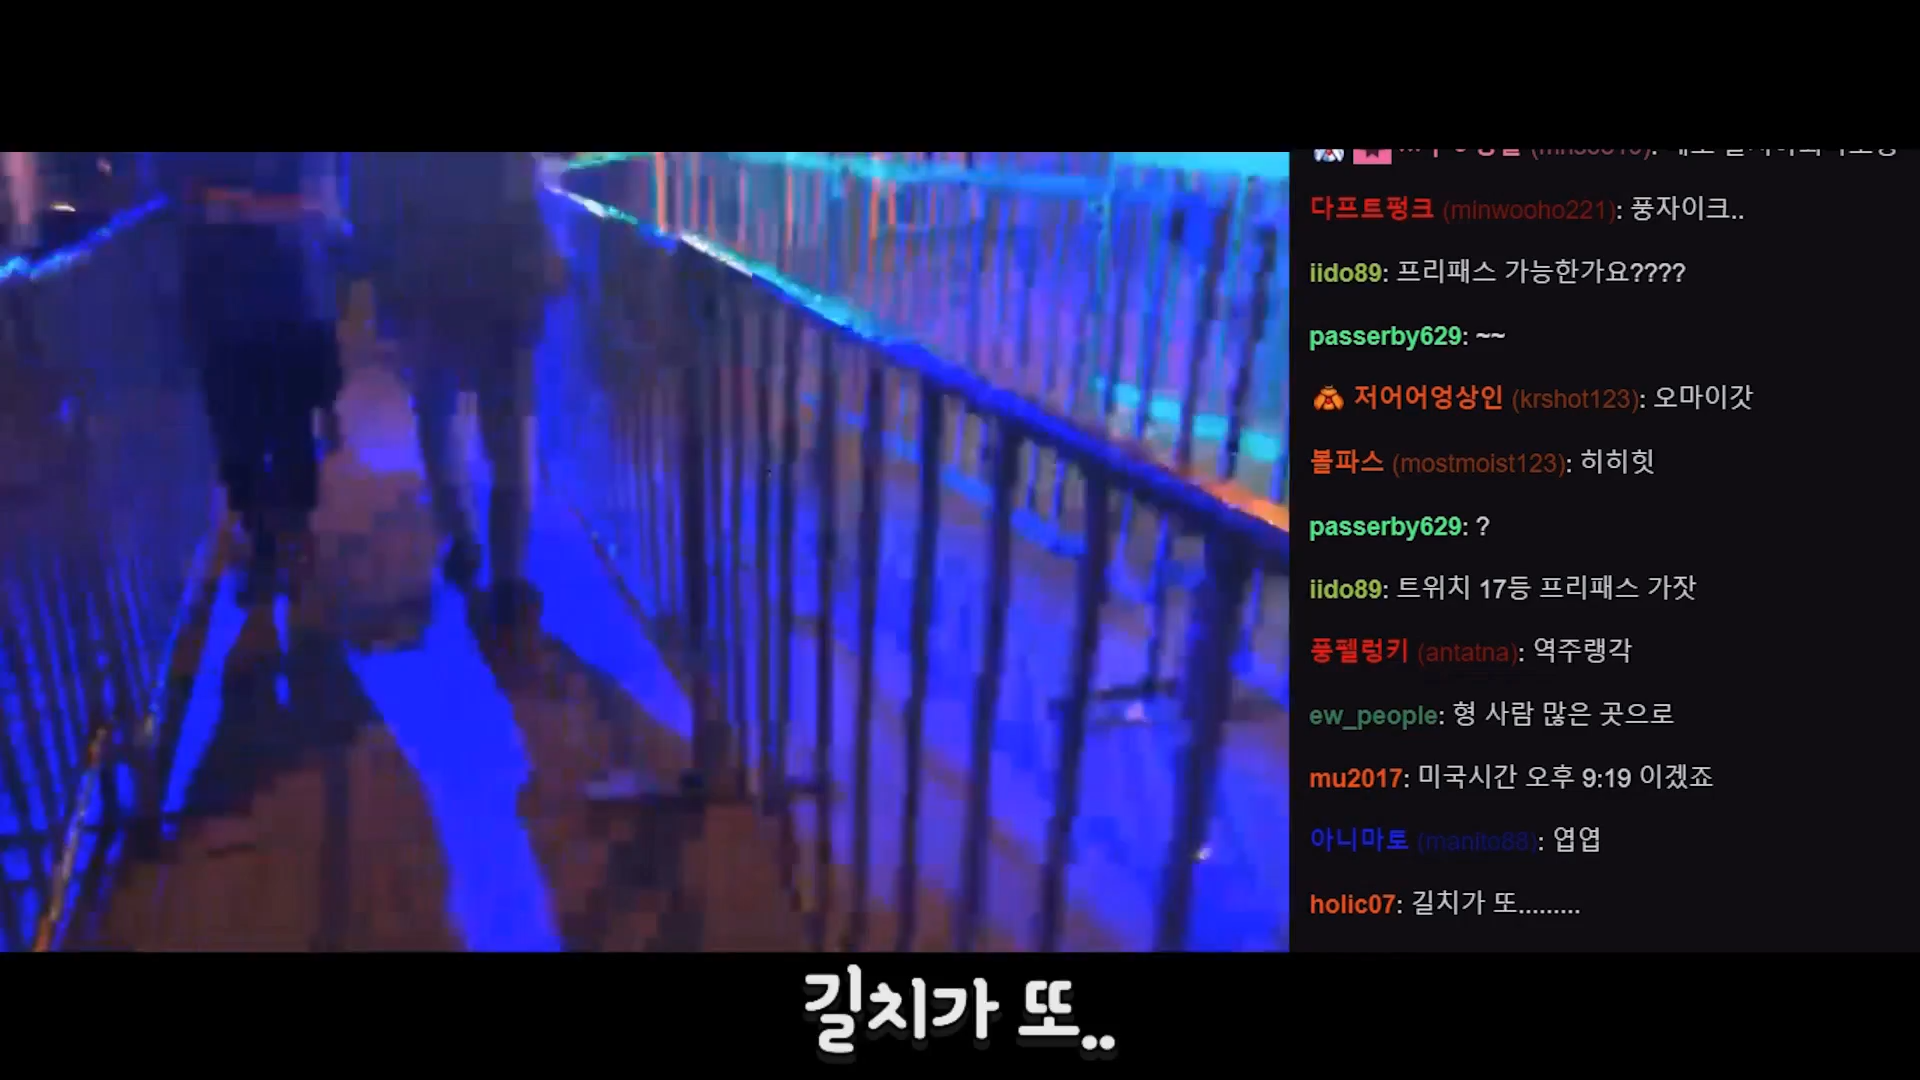 다프트펑크 (minwooho221): 풍자이크..
iido89: 프리패스 가능한가요????
passerby629: ~~
저어어엉상인 (krshot123): 오마이갓
볼파스 (mostmoist123): 히히힛
passerby629: ?
iido89: 트위치 17등 프리패스 가잣
풍펠렁키 (antatna): 역주랭각
ew_people: 형 사람 많은 곳으로
mu2017: 미국시간 오후 9:19 이겠죠
아니마토 (manito88): 엽엽
holic07: 길치가 또.........
길치가 또..